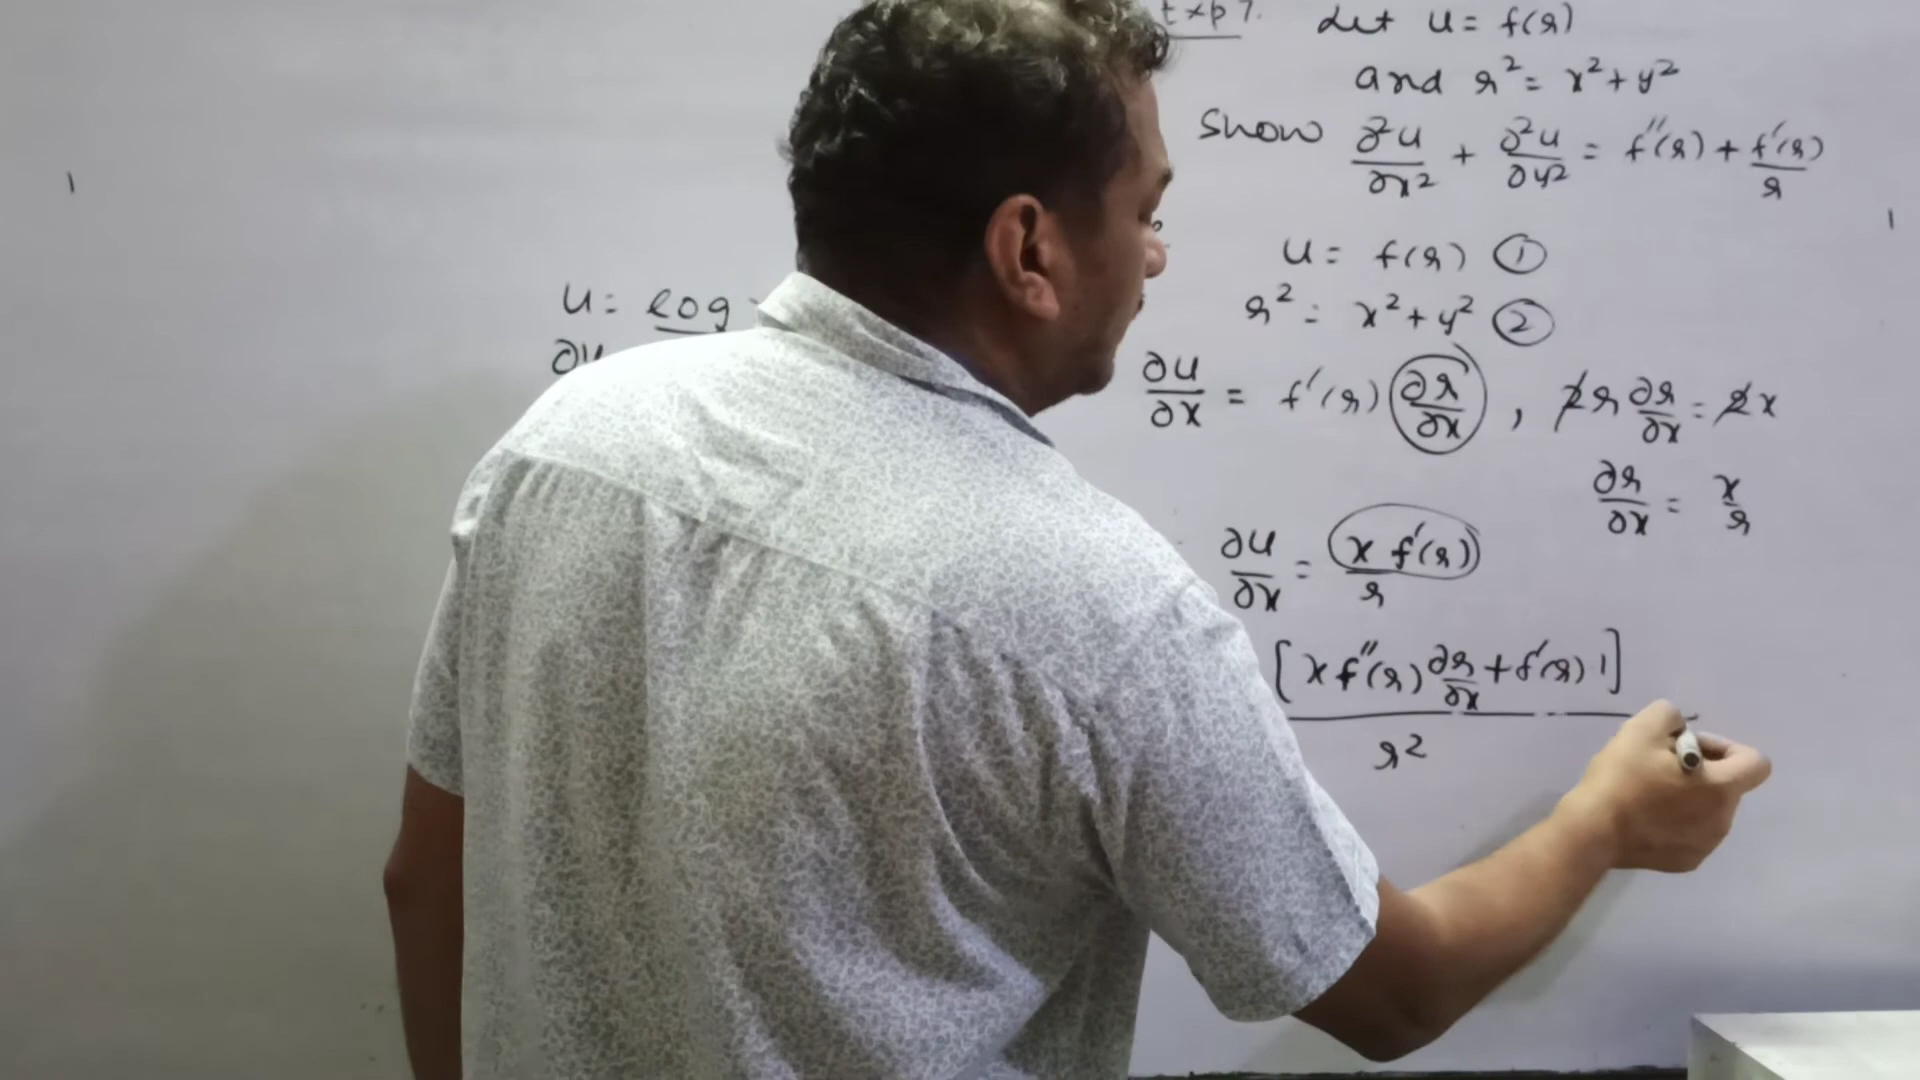 Exp 7. Let u = f(r)
and r² = x² + y²
Show ∂²u/∂x² + ∂²u/∂y² = f''(r) + f'(r)/r
u = f(r) ①
r² = x² + y² ②
u = log
∂u
∂u/∂x = f'(r) ∂r/∂x , 2r ∂r/∂x = 2x
∂r/∂x = x/r
∂u/∂x = x f'(r)/r
[x f''(r) ∂r/∂x + f'(r) 1]
r²